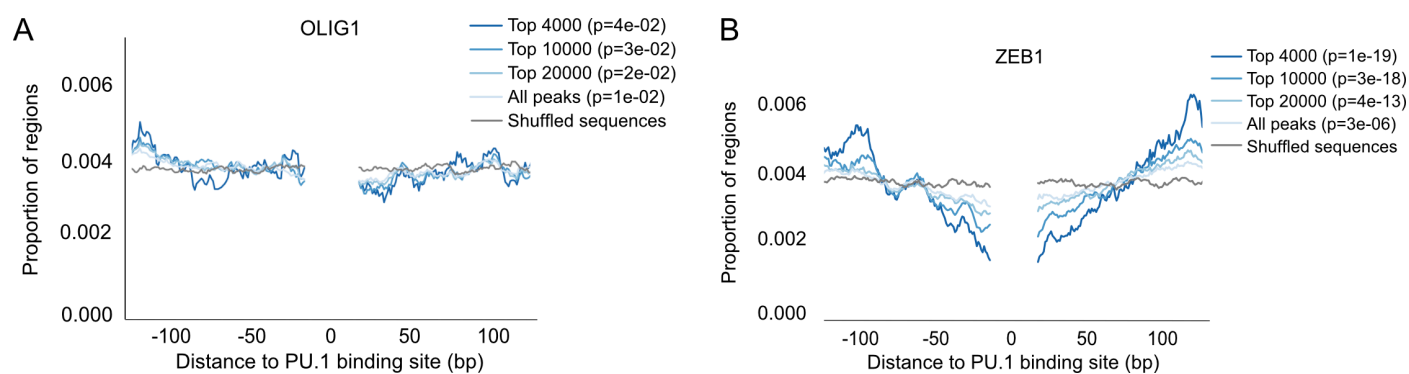 A
OLIG1
Top 4000 (p=4e-02)
Top 10000 (p=3e-02)
Top 20000 (p=2e-02)
All peaks (p=1e-02)
Shuffled sequences
Proportion of regions
0.006
0.004
0.002
0.000
-100 -50 0 50 100
Distance to PU.1 binding site (bp)
B
ZEB1
Top 4000 (p=1e-19)
Top 10000 (p=3e-18)
Top 20000 (p=4e-13)
All peaks (p=3e-06)
Shuffled sequences
Proportion of regions
0.006
0.004
0.002
0.000
-100 -50 0 50 100
Distance to PU.1 binding site (bp)